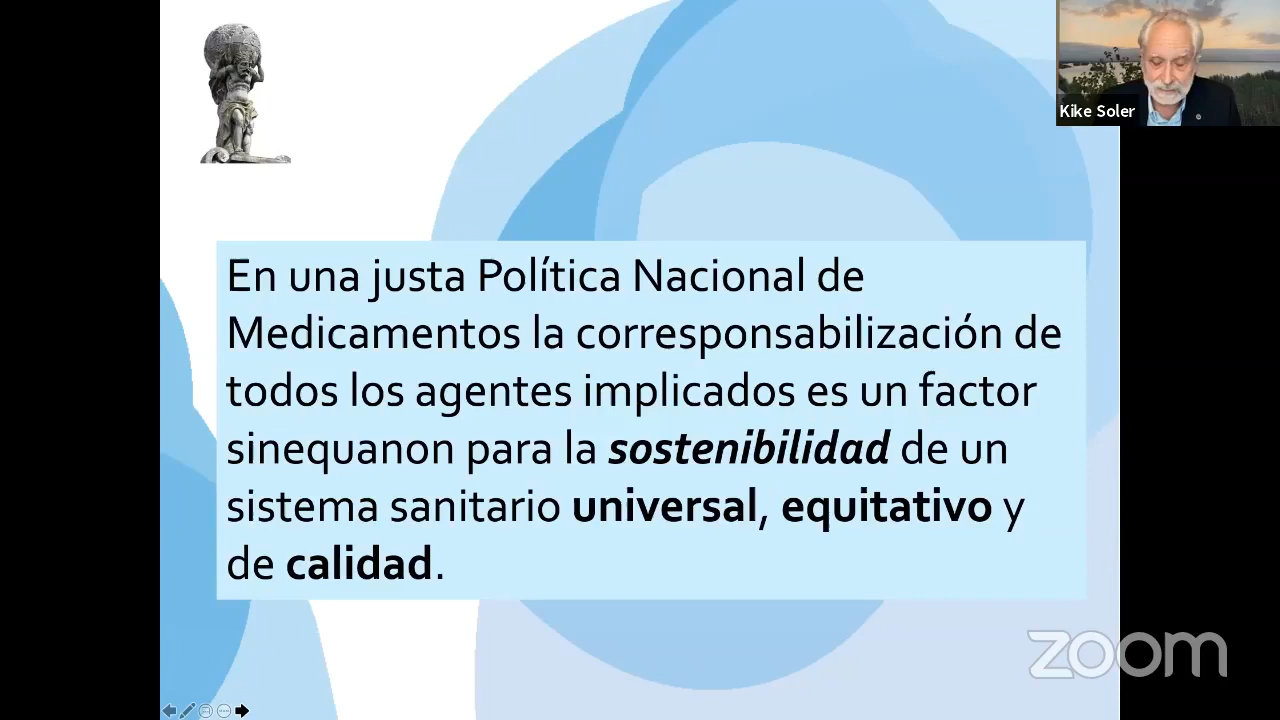 Kike Soler
En una justa Política Nacional de
Medicamentos la corresponsabilización de
todos los agentes implicados es un factor
sinequanon para la sostenibilidad de un
sistema sanitario universal, equitativo y
de calidad.
zoom